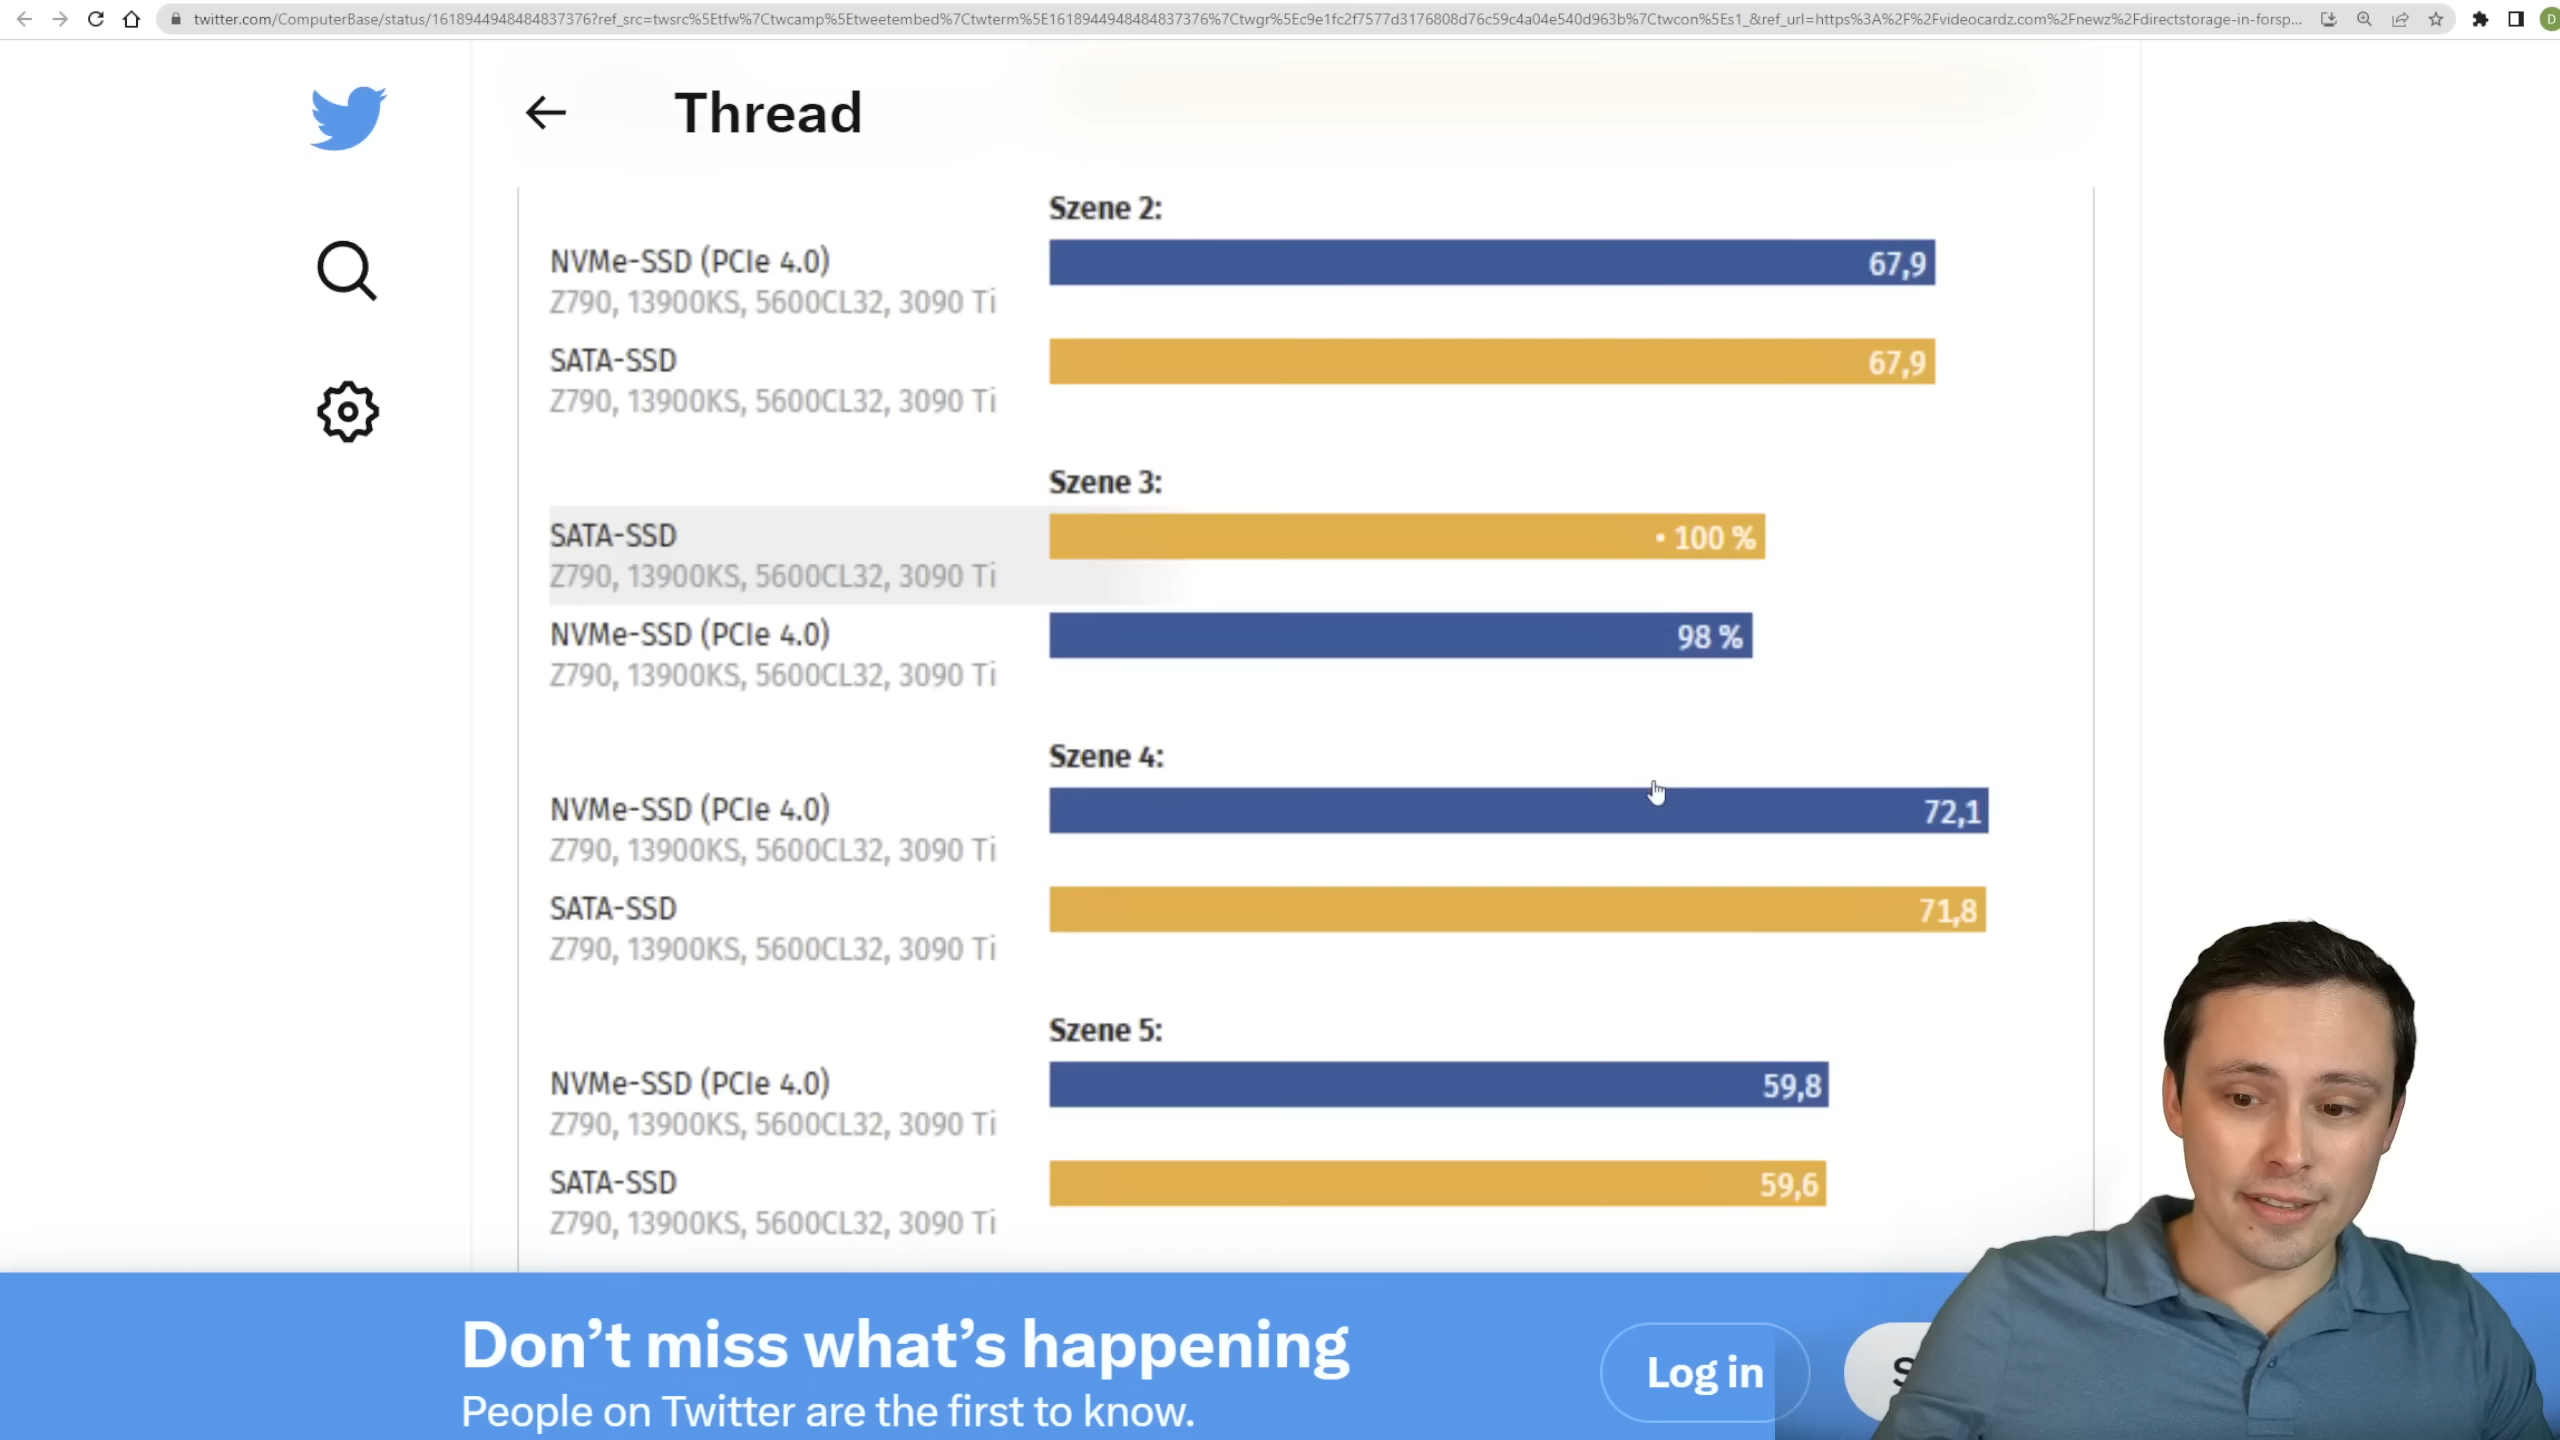 twitter.com/ComputerBase/status/1618944948484837376?ref_src=twsrc%5Etfw%7Ctwcamp%5Etweetembed%7Ctwterm%5E1618944948484837376%7Ctwgr%5Ec9e1fc2f7577d3176808d76c59c4a04e540d963b%7Ctwcon%5Es1_&ref_url=https%3A%2F%2Fvideocardz.com%2Fnewz%2Fdirectstorage-in-forsp...
D
Thread
Szene 2:
NVMe-SSD (PCIe 4.0)
67,9
Z790, 13900KS, 5600CL32, 3090 Ti
SATA-SSD
67,9
Z790, 13900KS, 5600CL32, 3090 Ti
Szene 3:
SATA-SSD
• 100 %
Z790, 13900KS, 5600CL32, 3090 Ti
NVMe-SSD (PCIe 4.0)
98 %
Z790, 13900KS, 5600CL32, 3090 Ti
Szene 4:
NVMe-SSD (PCIe 4.0)
72,1
Z790, 13900KS, 5600CL32, 3090 Ti
SATA-SSD
71,8
Z790, 13900KS, 5600CL32, 3090 Ti
Szene 5:
NVMe-SSD (PCIe 4.0)
59,8
Z790, 13900KS, 5600CL32, 3090 Ti
SATA-SSD
59,6
Z790, 13900KS, 5600CL32, 3090 Ti
Don't miss what's happening
People on Twitter are the first to know.
Log in